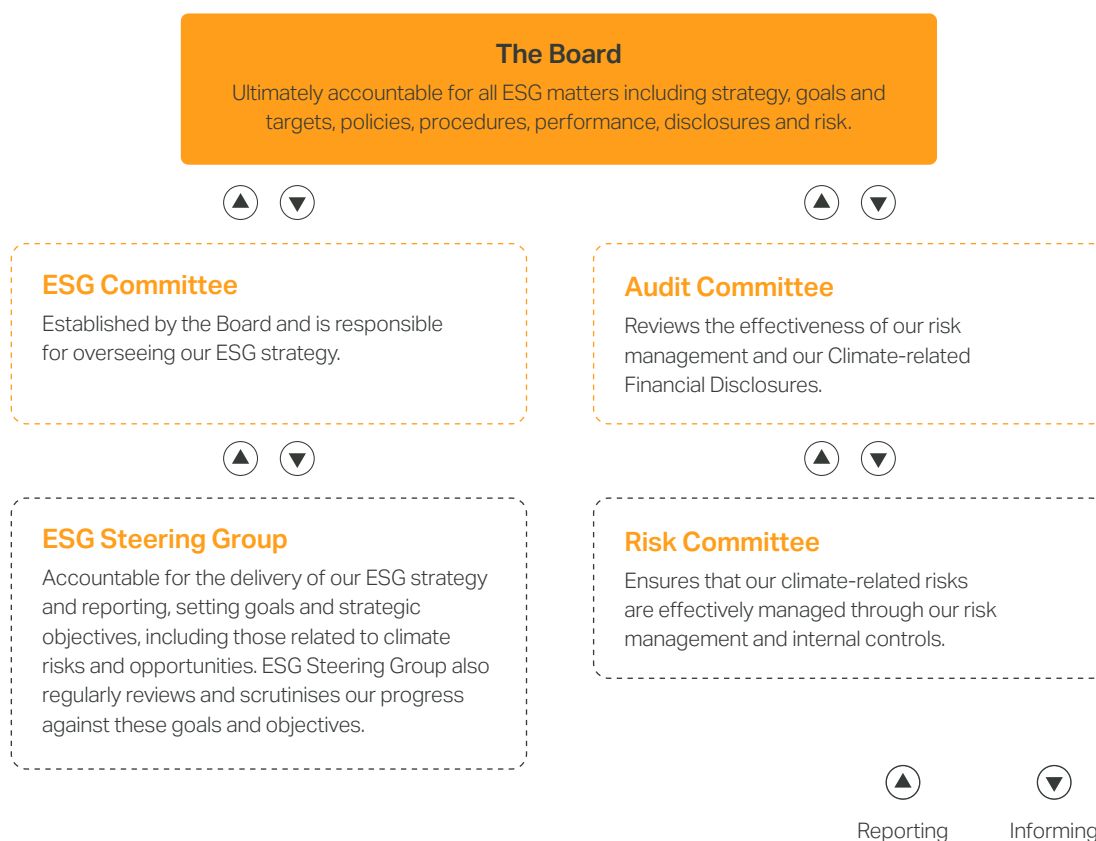 The Board
Ultimately accountable for all ESG matters including strategy, goals and
targets, policies, procedures, performance, disclosures and risk.
ESG Committee
Established by the Board and is responsible
for overseeing our ESG strategy.
Audit Committee
Reviews the effectiveness of our risk
management and our Climate-related
Financial Disclosures.
ESG Steering Group
Accountable for the delivery of our ESG strategy
and reporting, setting goals and strategic
objectives, including those related to climate
risks and opportunities. ESG Steering Group also
regularly reviews and scrutinises our progress
against these goals and objectives.
Risk Committee
Ensures that our climate-related risks
are effectively managed through our risk
management and internal controls.
Reporting
Informing